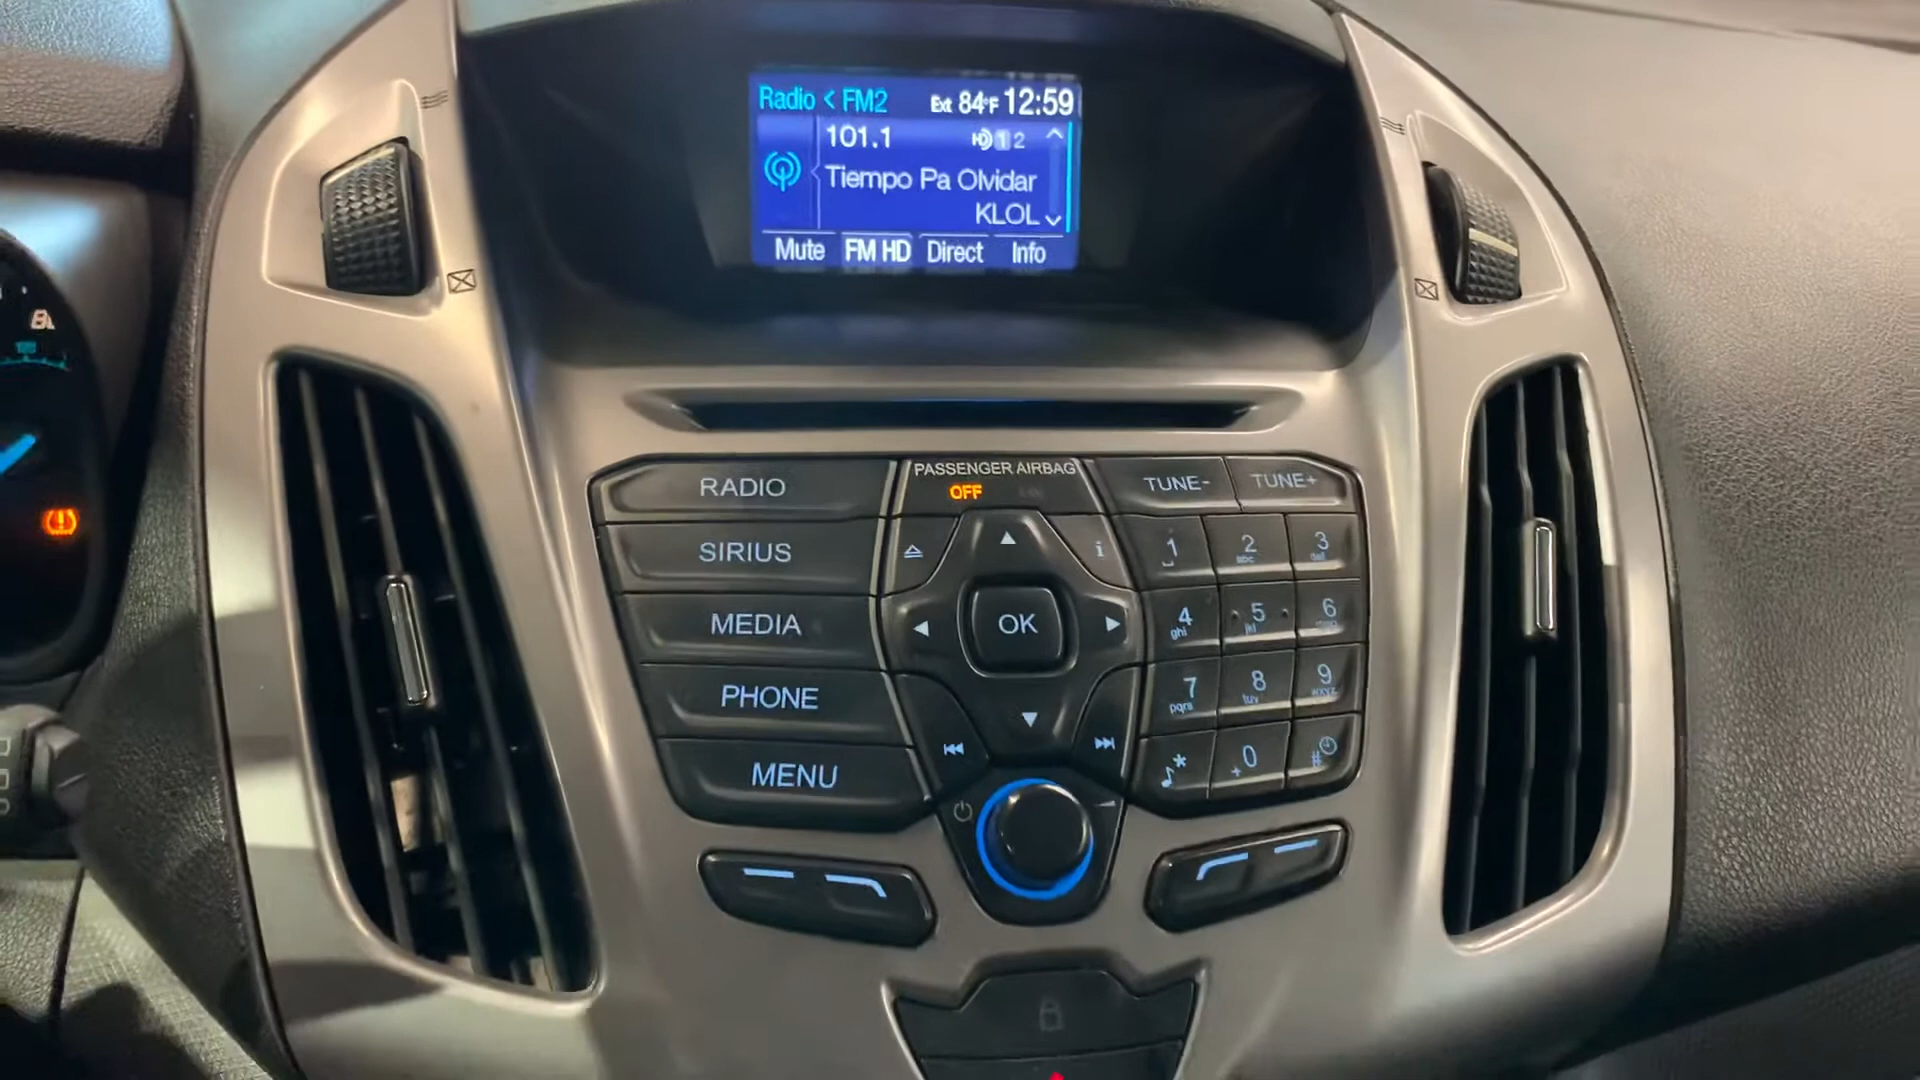 Radio < FM2 Ext 84°F 12:59
101.1 HD 1 2
Tiempo Pa Olvidar
KLOL
Mute FM HD Direct Info
PASSENGER AIRBAG
OFF
RADIO
SIRIUS
MEDIA
PHONE
MENU
i
OK
TUNE- TUNE+
1 2 abc 3 def
4 ghi 5 jkl 6
7 pqrs 8 tuv 9 wxyz
* 0 + #